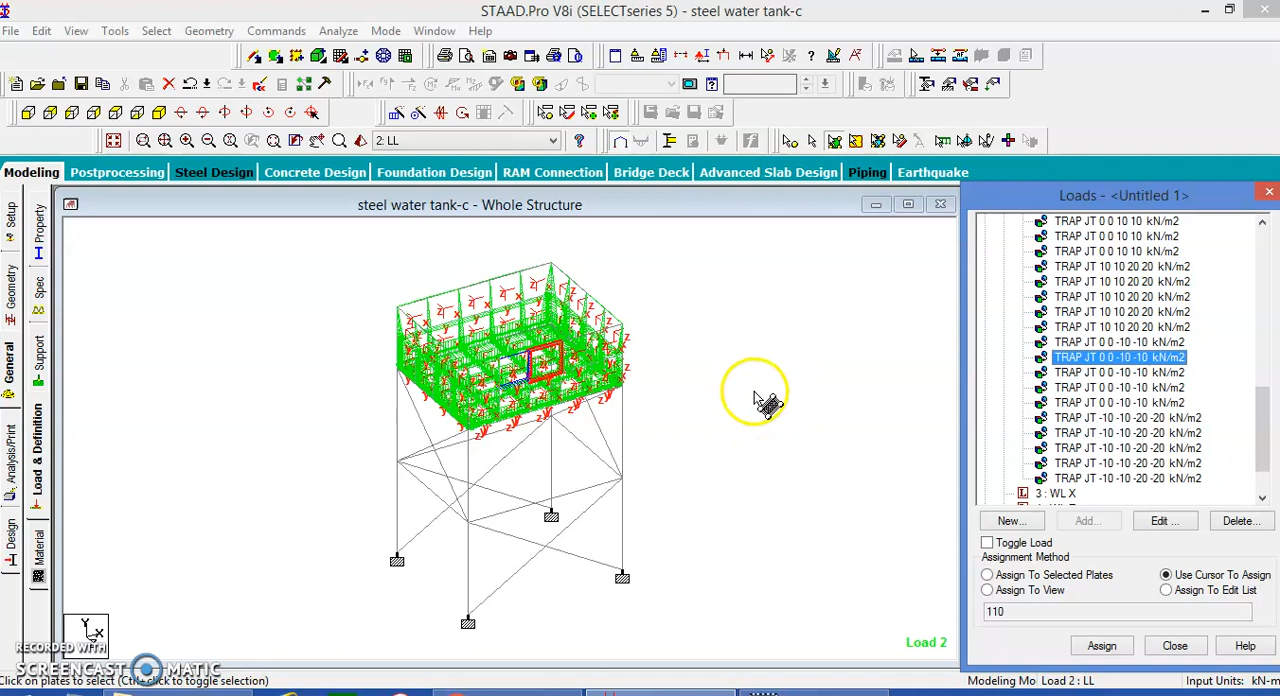 STAAD.Pro V8i (SELECTseries 5) - steel water tank-c
File Edit View Tools Select Geometry Commands Analyze Mode Window Help
2: LL
Modeling Postprocessing Steel Design Concrete Design Foundation Design RAM Connection Bridge Deck Advanced Slab Design Piping Earthquake
steel water tank-c - Whole Structure
Setup
Geometry
General
Analysis/Print
Design
Property
Spec
Support
Load & Definition
Material
Load 2
Loads - <Untitled 1>
TRAP JT 0 0 10 10 kN/m2
TRAP JT 0 0 10 10 kN/m2
TRAP JT 0 0 10 10 kN/m2
TRAP JT 10 10 20 20 kN/m2
TRAP JT 10 10 20 20 kN/m2
TRAP JT 10 10 20 20 kN/m2
TRAP JT 10 10 20 20 kN/m2
TRAP JT 10 10 20 20 kN/m2
TRAP JT 0 0 -10 -10 kN/m2
TRAP JT 0 0 -10 -10 kN/m2
TRAP JT 0 0 -10 -10 kN/m2
TRAP JT 0 0 -10 -10 kN/m2
TRAP JT 0 0 -10 -10 kN/m2
TRAP JT -10 -10 -20 -20 kN/m2
TRAP JT -10 -10 -20 -20 kN/m2
TRAP JT -10 -10 -20 -20 kN/m2
TRAP JT -10 -10 -20 -20 kN/m2
TRAP JT -10 -10 -20 -20 kN/m2
3 : WL X
New... Add... Edit ... Delete...
Toggle Load
Assignment Method
Assign To Selected Plates Use Cursor To Assign
Assign To View Assign To Edit List
110
Assign Close Help
RECORDED WITH
SCREENCAST MATIC
Click on plates to select (Ctrl+click to toggle selection)
Modeling Mo Load 2 : LL Input Units: kN-m